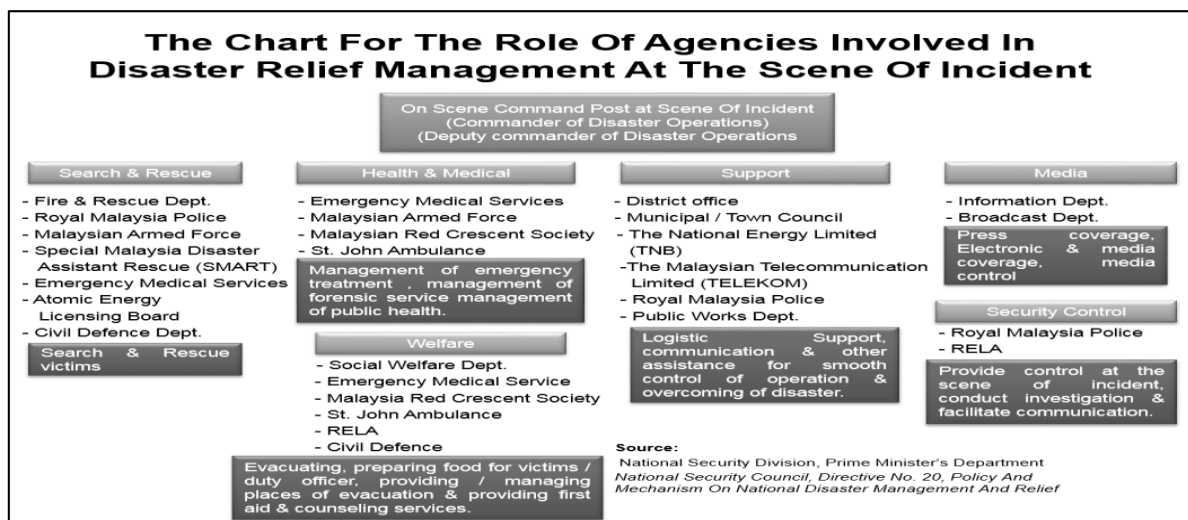 The Chart For The Role Of Agencies Involved In
Disaster Relief Management At The Scene Of Incident
On Scene Command Post at Scene Of Incident
(Commander of Disaster Operations)
(Deputy commander of Disaster Operations
Search & Rescue
- Fire & Rescue Dept.
- Royal Malaysia Police
- Malaysian Armed Force
- Special Malaysia Disaster
Assistant Rescue (SMART)
- Emergency Medical Services
- Atomic Energy
Licensing Board
- Civil Defence Dept.
Search & Rescue
victims
Health & Medical
- Emergency Medical Services
- Malaysian Armed Force
- Malaysian Red Crescent Society
- St. John Ambulance
Management of emergency
treatment , management of
forensic service management
of public health.
Welfare
- Social Welfare Dept.
- Emergency Medical Service
- Malaysia Red Crescent Society
- St. John Ambulance
- RELA
- Civil Defence
Evacuating, preparing food for victims /
duty officer, providing / managing
places of evacuation & providing first
aid & counseling services.
Support
- District office
- Municipal / Town Council
- The National Energy Limited
(TNB)
-The Malaysian Telecommunication
Limited (TELEKOM)
- Royal Malaysia Police
- Public Works Dept.
Logistic Support,
communication & other
assistance for smooth
control of operation &
overcoming of disaster.
Media
- Information Dept.
- Broadcast Dept.
Press coverage,
Electronic & media
coverage, media
control
Security Control
- Royal Malaysia Police
- RELA
Provide control at the
scene of incident,
conduct investigation &
facilitate communication.
Source:
National Security Division, Prime Minister's Department
National Security Council, Directive No. 20, Policy And
Mechanism On National Disaster Management And Relief